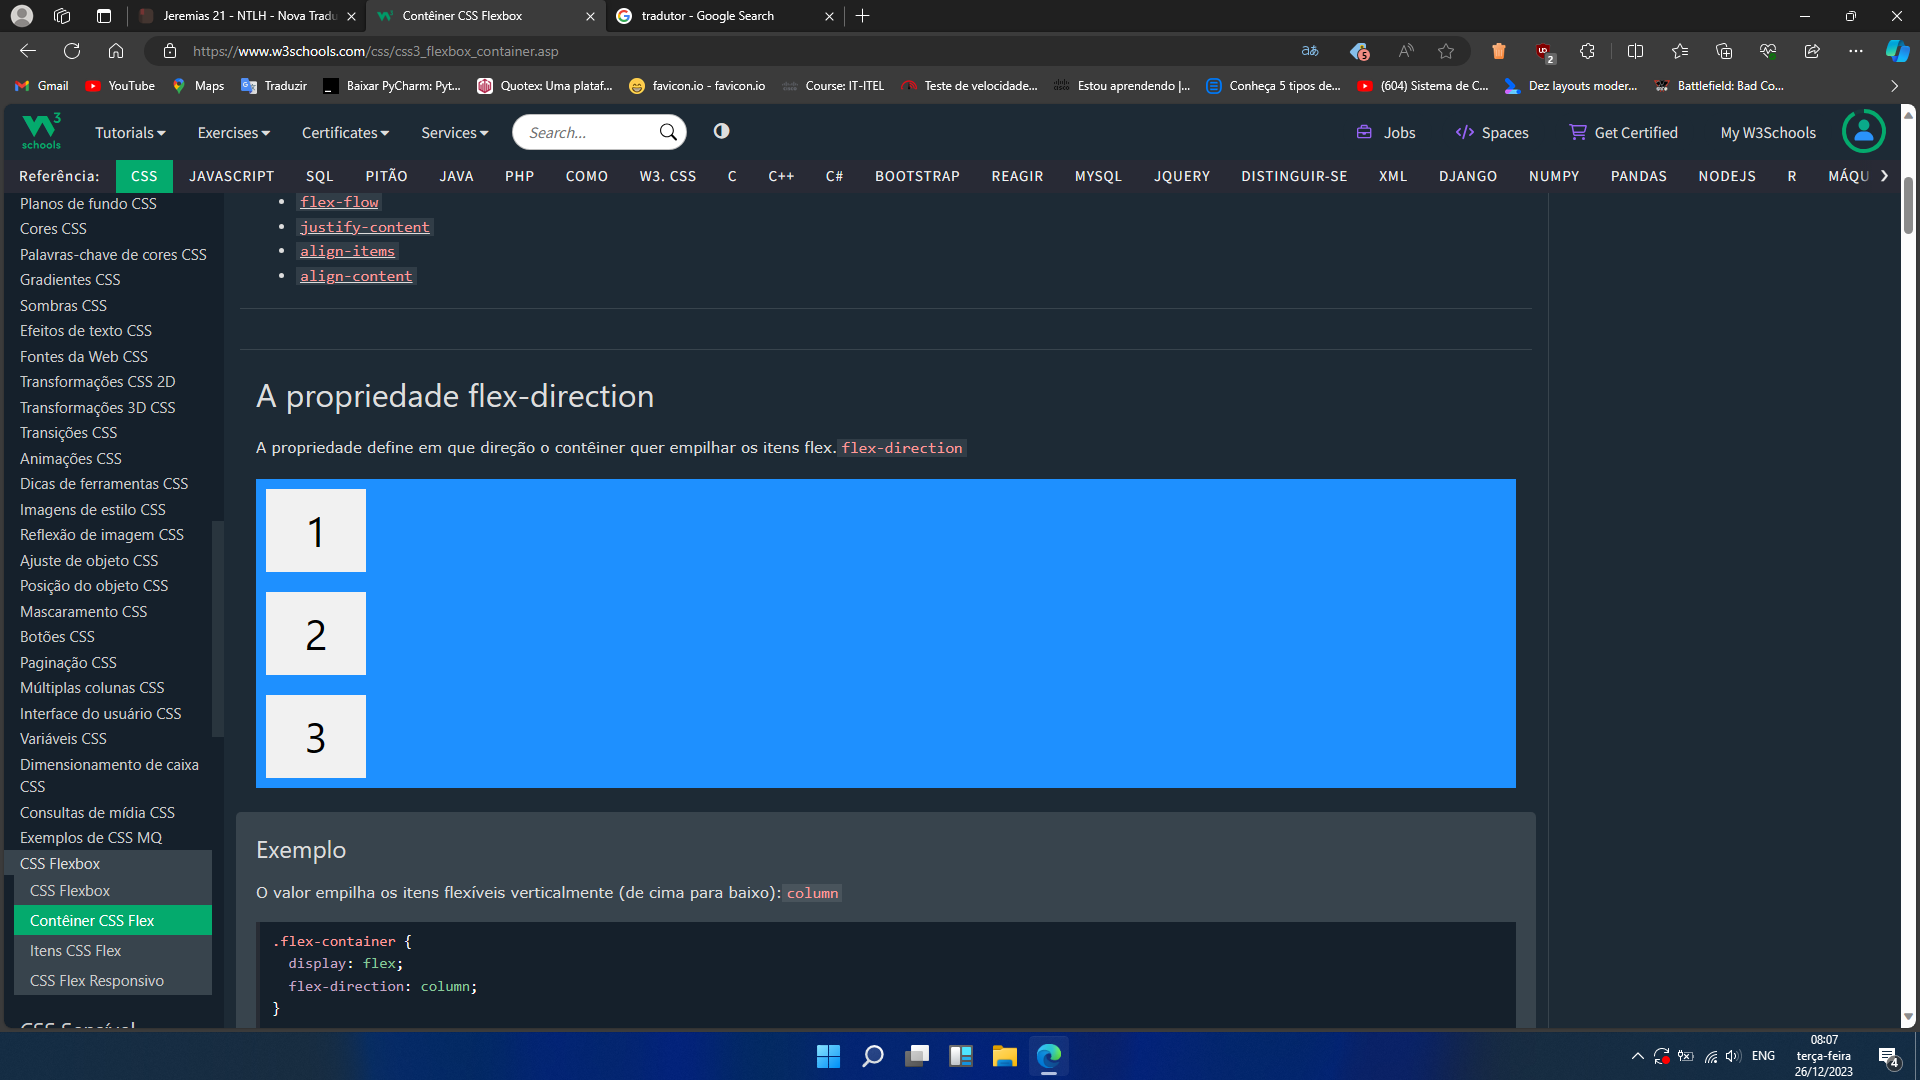 Jeremias 21 - NTLH - Nova Tradu
Contêiner CSS Flexbox
tradutor - Google Search
https://www.w3schools.com/css/css3_flexbox_container.asp
aあ
5
2
Gmail
YouTube
Maps
Traduzir
Baixar PyCharm: Pyt...
Quotex: Uma plataf...
favicon.io - favicon.io
Course: IT-ITEL
Teste de velocidade...
Estou aprendendo |...
Conheça 5 tipos de...
(604) Sistema de C...
Dez layouts moder...
Battlefield: Bad Co...
W3 schools
Tutorials
Exercises
Certificates
Services
Search...
Jobs
Spaces
Get Certified
My W3Schools
Referência:
CSS
JAVASCRIPT
SQL
PITÃO
JAVA
PHP
COMO
W3. CSS
C
C++
C#
BOOTSTRAP
REAGIR
MYSQL
JQUERY
DISTINGUIR-SE
XML
DJANGO
NUMPY
PANDAS
NODEJS
R
MÁQU
Planos de fundo CSS
Cores CSS
Palavras-chave de cores CSS
Gradientes CSS
Sombras CSS
Efeitos de texto CSS
Fontes da Web CSS
Transformações CSS 2D
Transformações 3D CSS
Transições CSS
Animações CSS
Dicas de ferramentas CSS
Imagens de estilo CSS
Reflexão de imagem CSS
Ajuste de objeto CSS
Posição do objeto CSS
Mascaramento CSS
Botões CSS
Paginação CSS
Múltiplas colunas CSS
Interface do usuário CSS
Variáveis CSS
Dimensionamento de caixa
CSS
Consultas de mídia CSS
Exemplos de CSS MQ
CSS Flexbox
CSS Flexbox
Contêiner CSS Flex
Itens CSS Flex
CSS Flex Responsivo
CSS Sensível
flex-flow
justify-content
align-items
align-content
A propriedade flex-direction
A propriedade define em que direção o contêiner quer empilhar os itens flex. flex-direction
1
2
3
Exemplo
O valor empilha os itens flexíveis verticalmente (de cima para baixo): column
.flex-container {
display: flex;
flex-direction: column;
}
ENG
08:07
terça-feira
26/12/2023
4